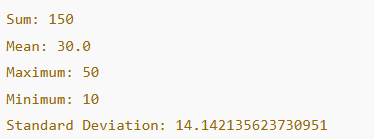 Sum: 150
Mean: 30.0
Maximum: 50
Minimum: 10
Standard Deviation: 14.142135623730951